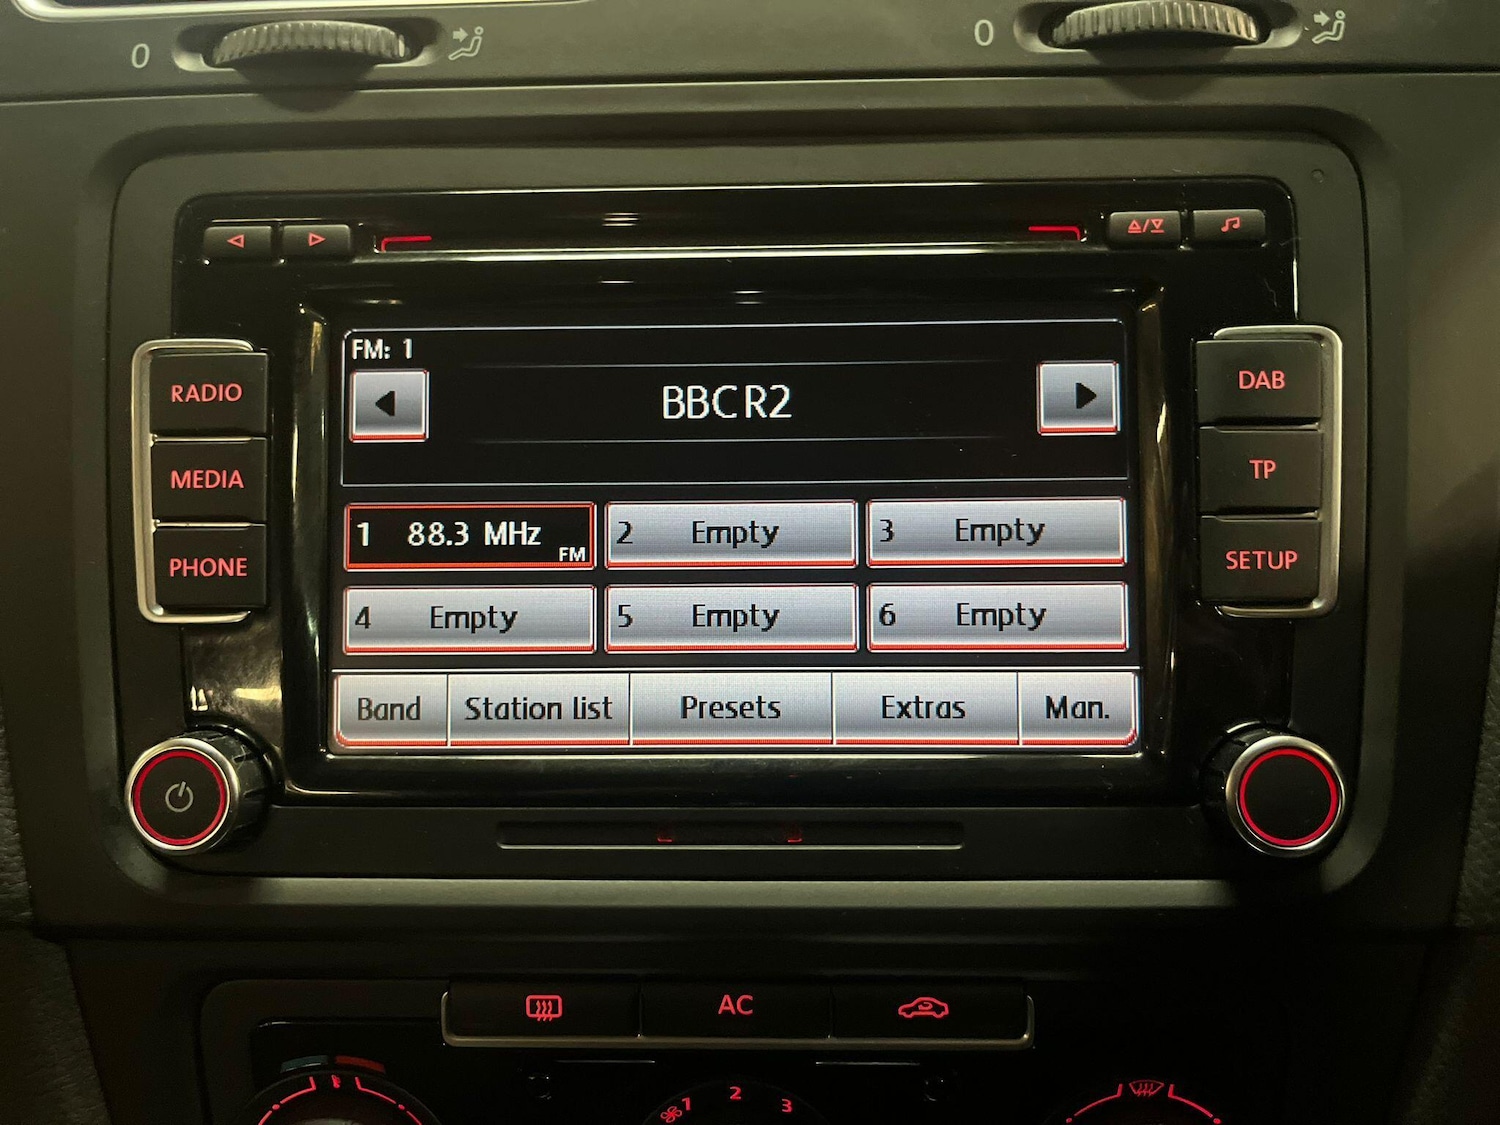 0
0
RADIO
MEDIA
PHONE
FM: 1
BBC R2
1 88.3 MHz FM
2 Empty
3 Empty
4 Empty
5 Empty
6 Empty
Band
Station list
Presets
Extras
Man.
DAB
TP
SETUP
AC
1 2 3